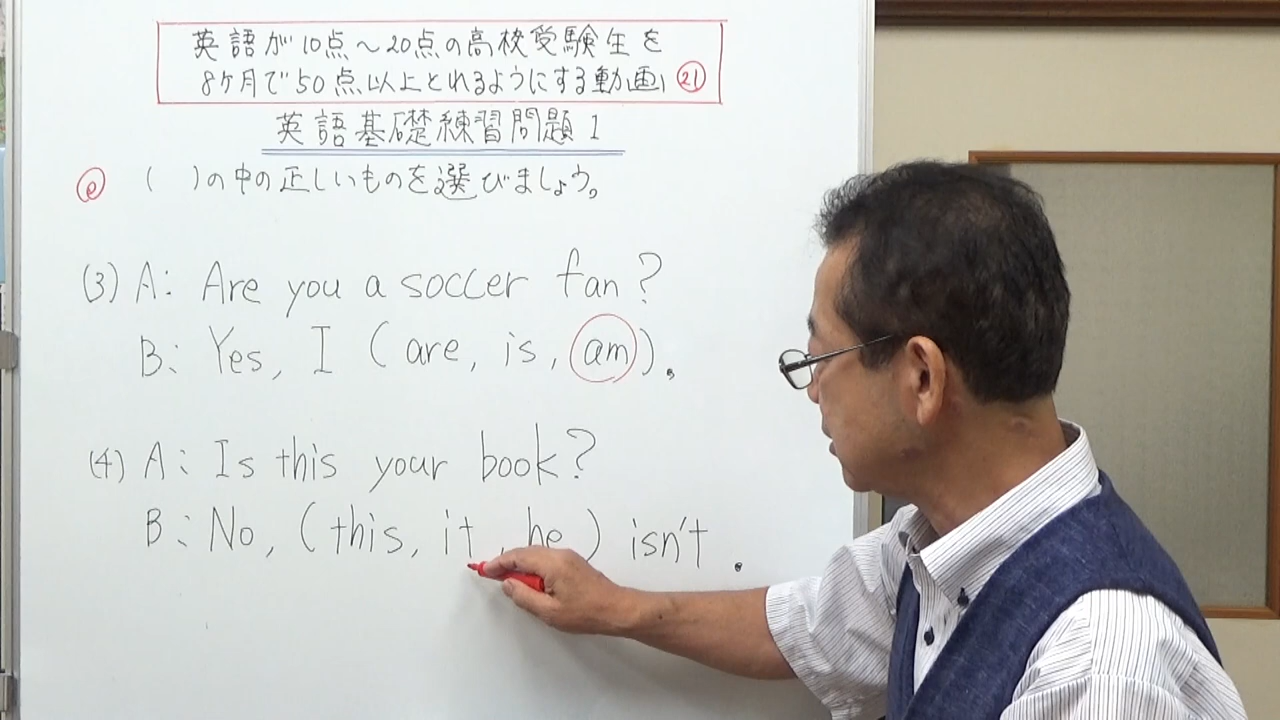 英語が10点〜20点の高校受験生を
8ヶ月で50点以上とれるようにする動画 21
英語基礎練習問題1
e ( )の中の正しいものを選びましょう。
(3) A: Are you a soccer fan?
B: Yes, I (are, is, am).
(4) A: Is this your book?
B: No, (this, it, he) isn't.